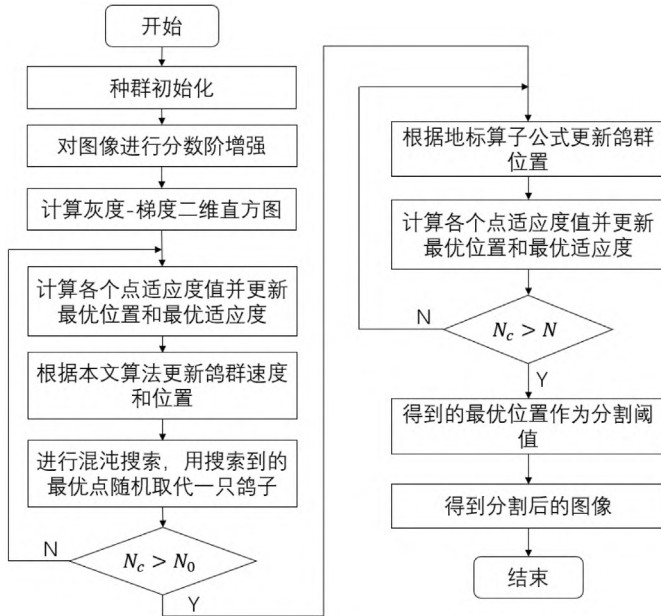 开始
种群初始化
对图像进行分数阶增强
计算灰度-梯度二维直方图
计算各个点适应度值并更新
最优位置和最优适应度
根据本文算法更新鸽群速度
和位置
进行混沌搜索，用搜索到的
最优点随机取代一只鸽子
N
N_c > N_0
Y
根据地标算子公式更新鸽群
位置
计算各个点适应度值并更新
最优位置和最优适应度
N
N_c > N
Y
得到的最优位置作为分割阈
值
得到分割后的图像
结束